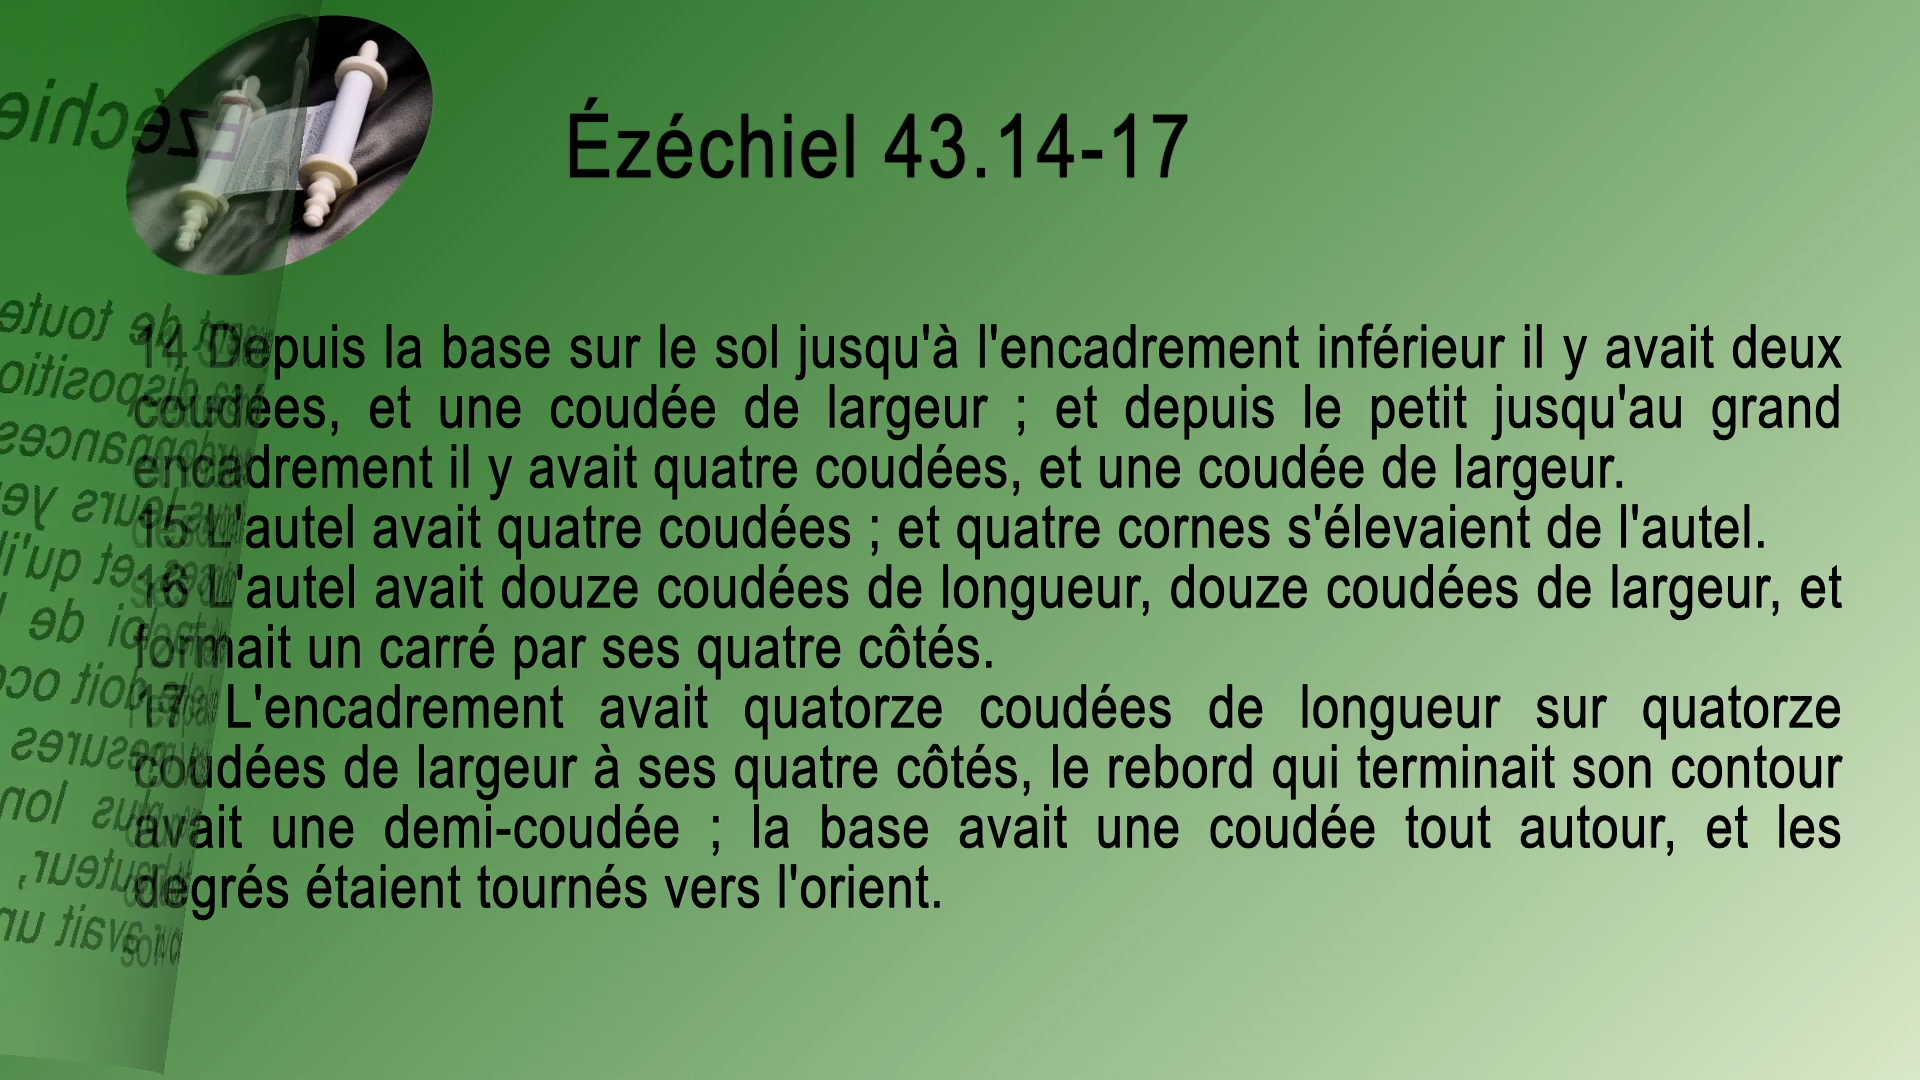 Ézéchiel 43.14-17
14 Depuis la base sur le sol jusqu'à l'encadrement inférieur il y avait deux
coudées, et une coudée de largeur ; et depuis le petit jusqu'au grand
encadrement il y avait quatre coudées, et une coudée de largeur.
15 L'autel avait quatre coudées ; et quatre cornes s'élevaient de l'autel.
16 L'autel avait douze coudées de longueur, douze coudées de largeur, et
formait un carré par ses quatre côtés.
17 L'encadrement avait quatorze coudées de longueur sur quatorze
coudées de largeur à ses quatre côtés, le rebord qui terminait son contour
avait une demi-coudée ; la base avait une coudée tout autour, et les
degrés étaient tournés vers l'orient.